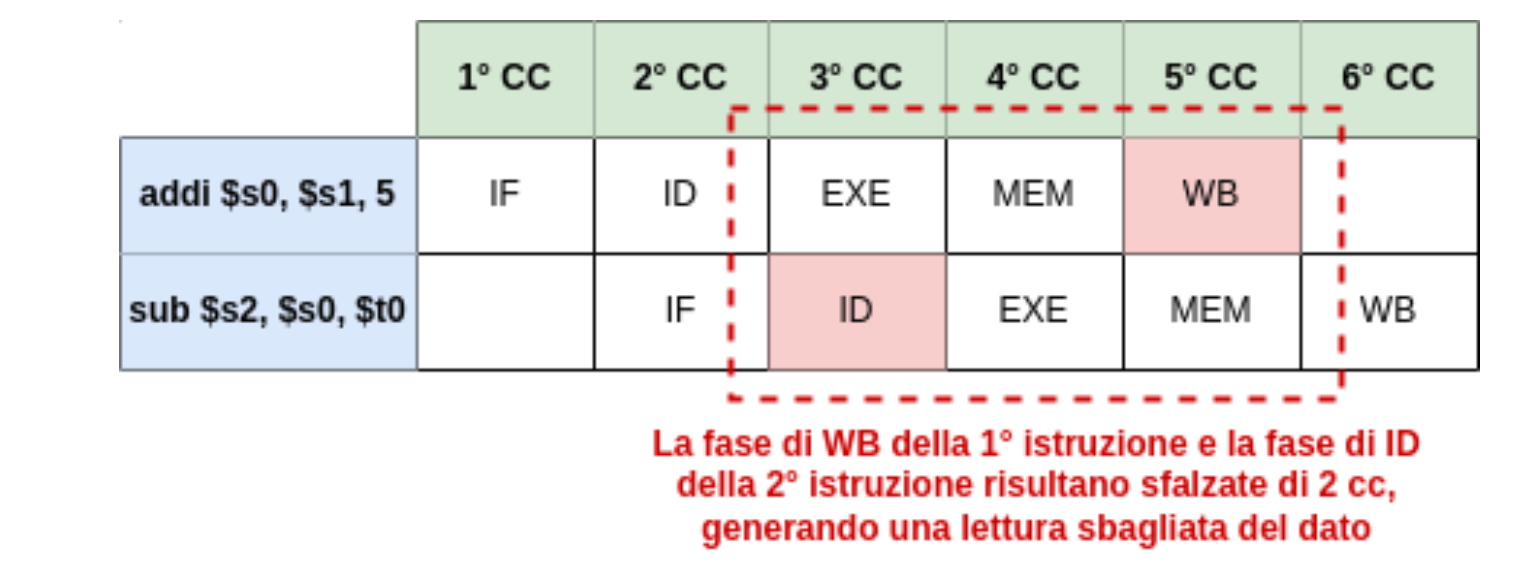 1° CC 2° CC 3° CC 4° CC 5° CC 6° CC
addi $s0, $s1, 5 IF ID EXE MEM WB
sub $s2, $s0, $t0 IF ID EXE MEM WB
La fase di WB della 1° istruzione e la fase di ID
della 2° istruzione risultano sfalzate di 2 cc,
generando una lettura sbagliata del dato